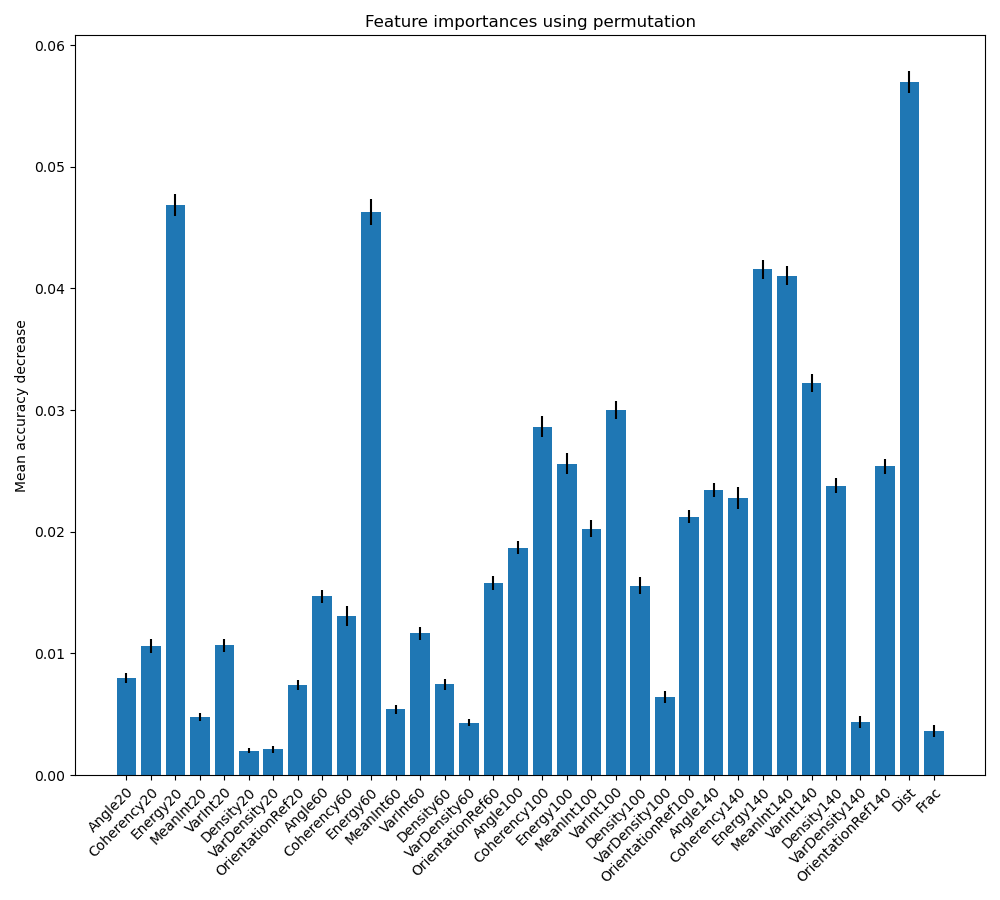 Feature importances using permutation
Mean accuracy decrease
0.06
0.05
0.04
0.03
0.02
0.01
0.00
Angle20
Coherency20
Energy20
MeanInt20
VarInt20
Density20
VarDensity20
OrientationRef20
Angle60
Coherency60
Energy60
MeanInt60
VarInt60
Density60
VarDensity60
OrientationRef60
Angle100
Coherency100
Energy100
MeanInt100
VarInt100
Density100
VarDensity100
OrientationRef100
Angle140
Coherency140
Energy140
MeanInt140
VarInt140
Density140
VarDensity140
OrientationRef140
Dist
Frac